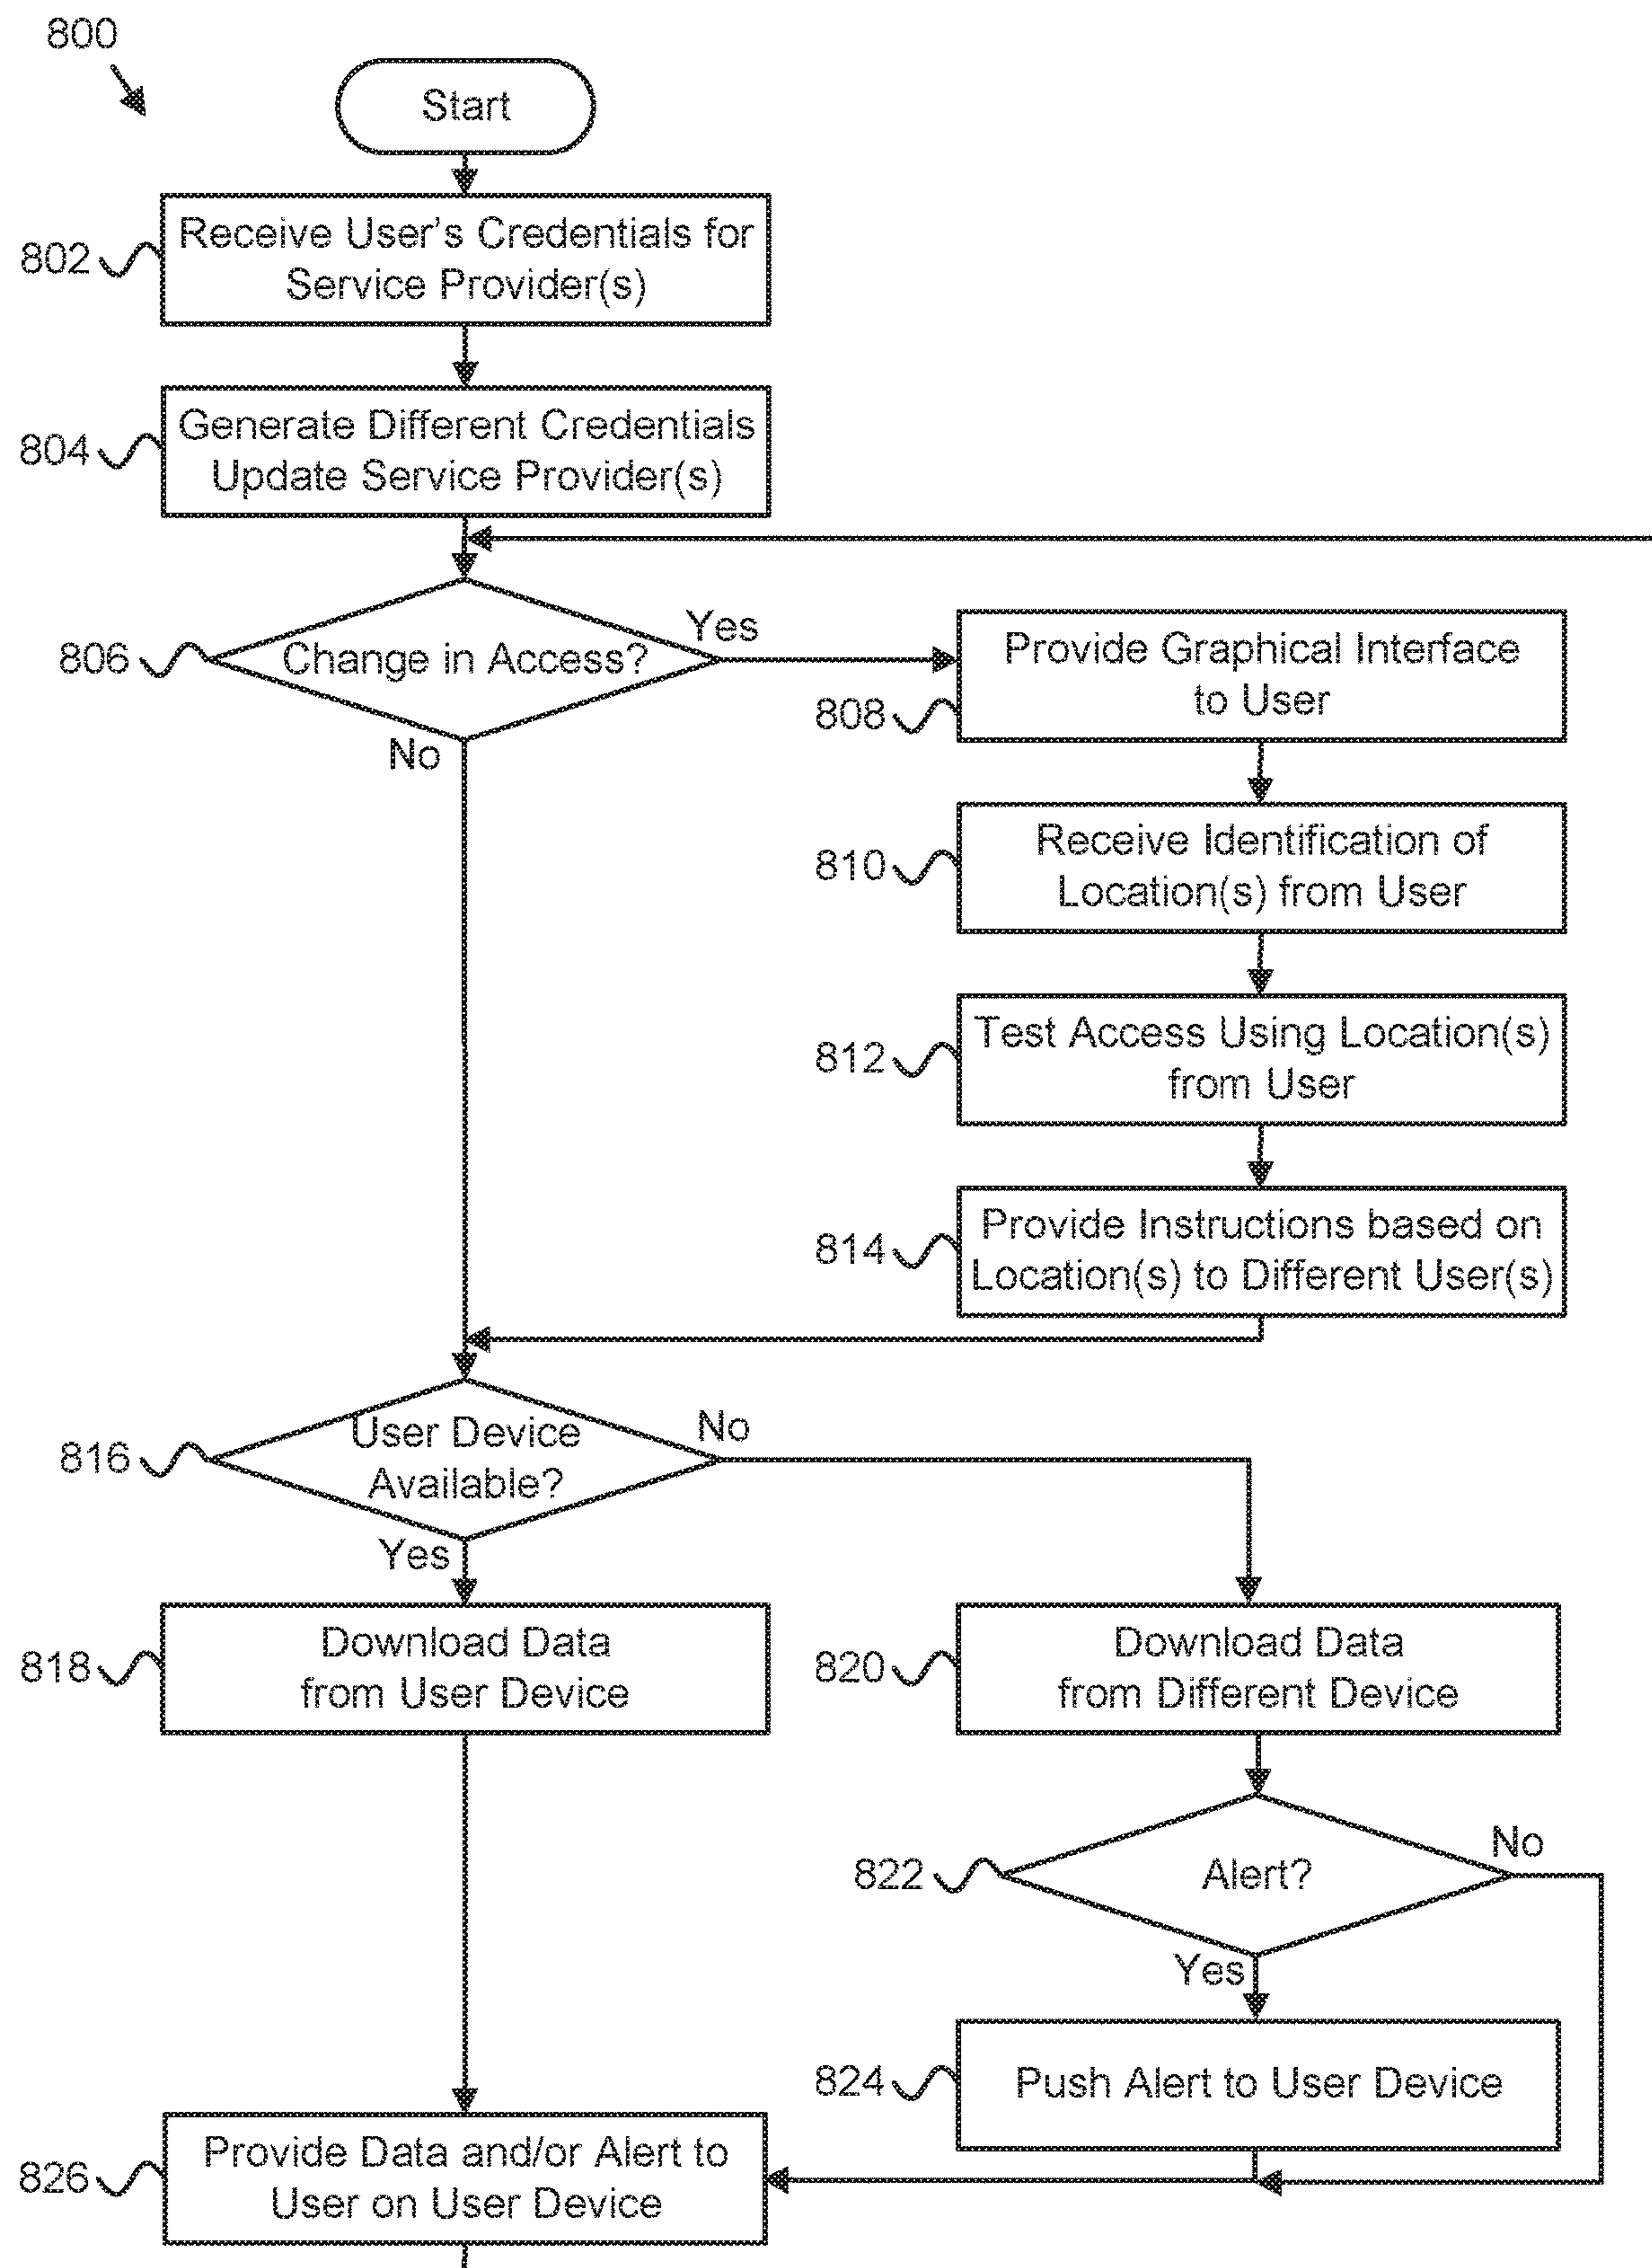 800
Start
802
Receive User's Credentials for
Service Provider(s)
804
Generate Different Credentials
Update Service Provider(s)
806
Change in Access?
Yes
No
808
Provide Graphical Interface
to User
810
Receive Identification of
Location(s) from User
812
Test Access Using Location(s)
from User
814
Provide Instructions based on
Location(s) to Different User(s)
816
User Device
Available?
No
Yes
818
Download Data
from User Device
820
Download Data
from Different Device
822
Alert?
No
Yes
824
Push Alert to User Device
826
Provide Data and/or Alert to
User on User Device